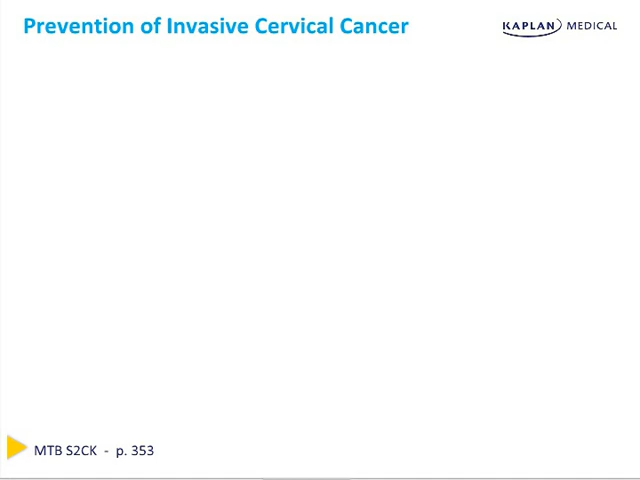 Prevention of Invasive Cervical Cancer
KAPLAN MEDICAL
MTB S2CK - p. 353